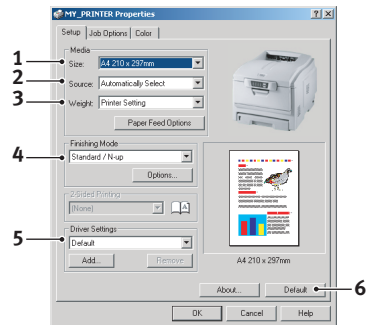 MY_PRINTER Properties
Setup Job Options Color
Media
1 Size: A4 210 x 297mm
2 Source: Automatically Select
3 Weight: Printer Setting
Paper Feed Options
Finishing Mode
4 Standard / N-up
Options...
2-Sided Printing
(None) A
Driver Settings
5 Default
Add... Remove
A4 210 x 297mm
About... Default 6
OK Cancel Help